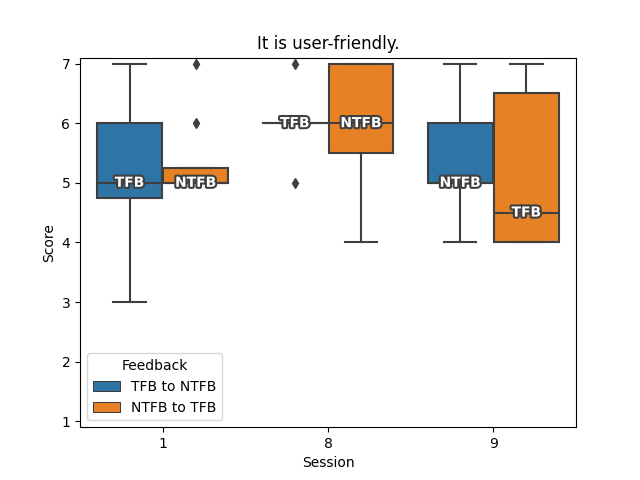 It is user-friendly.
Score
7
6
5
4
3
2
1
TFB
NTFB
TFB
NTFB
NTFB
TFB
Feedback
TFB to NTFB
NTFB to TFB
1
8
9
Session